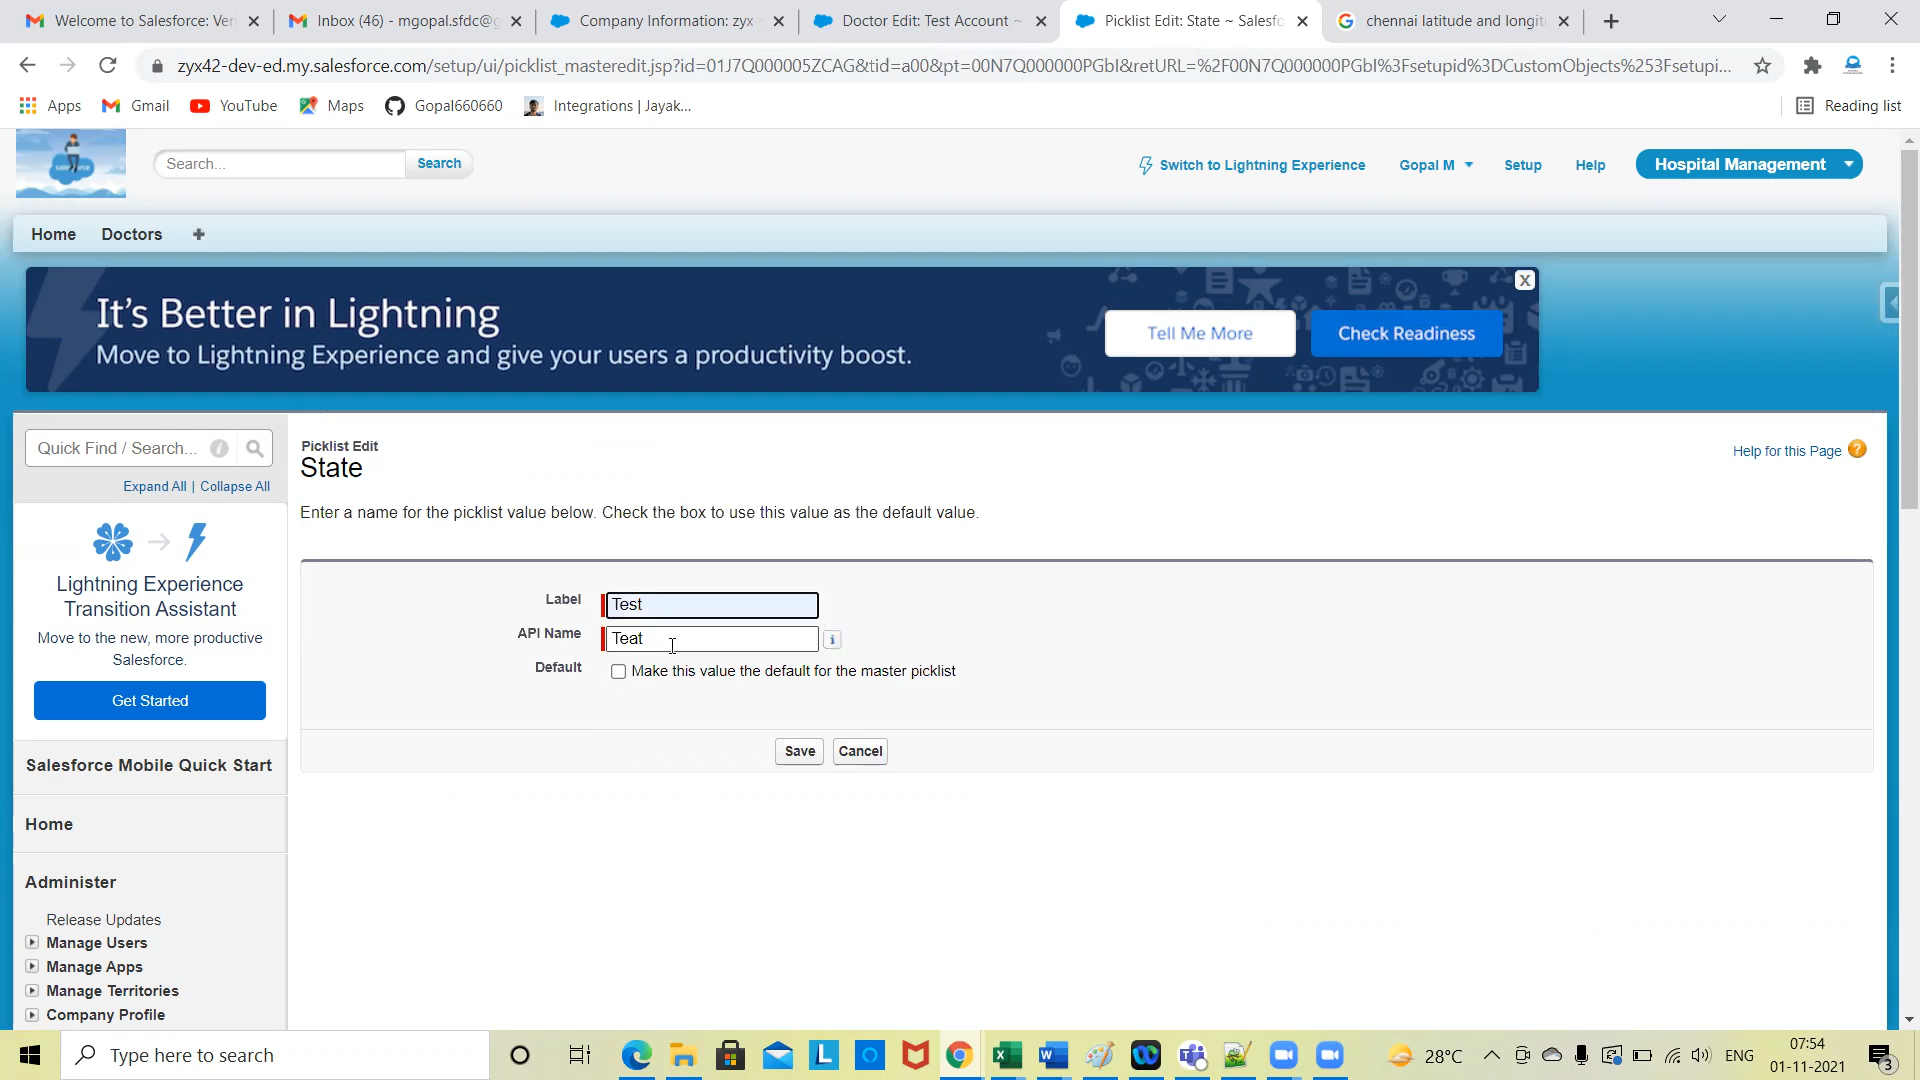 Welcome to Salesforce: Ver
Inbox (46) - mgopal.sfdc@g
Company Information: zyx ~
Doctor Edit: Test Account ~
Picklist Edit: State ~ Salesfo
chennai latitude and longit
zyx42-dev-ed.my.salesforce.com/setup/ui/picklist_masteredit.jsp?id=01J7Q000005ZCAG&tid=a00&pt=00N7Q000000PGbI&retURL=%2F00N7Q000000PGbI%3Fsetupid%3DCustomObjects%253Fsetupi...
Apps
Gmail
YouTube
Maps
Gopal660660
Integrations | Jayak...
Reading list
Search...
Search
Switch to Lightning Experience
Gopal M
Setup
Help
Hospital Management
Home
Doctors
+
It's Better in Lightning
Move to Lightning Experience and give your users a productivity boost.
Tell Me More
Check Readiness
X
Quick Find / Search...
Expand All | Collapse All
Lightning Experience
Transition Assistant
Move to the new, more productive
Salesforce.
Get Started
Salesforce Mobile Quick Start
Home
Administer
Release Updates
Manage Users
Manage Apps
Manage Territories
Company Profile
Picklist Edit
State
Help for this Page
Enter a name for the picklist value below. Check the box to use this value as the default value.
Label
Test
API Name
Teat
Default
Make this value the default for the master picklist
Save
Cancel
Type here to search
28°C
ENG
07:54
01-11-2021
3